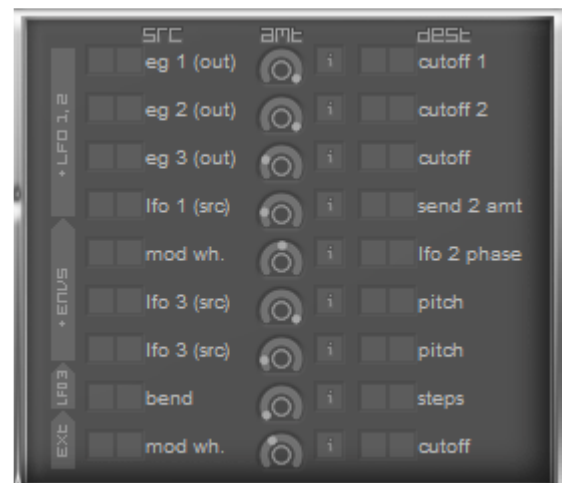 src amt dest
eg 1 (out) i cutoff 1
eg 2 (out) i cutoff 2
eg 3 (out) i cutoff
lfo 1 (src) i send 2 amt
mod wh. i lfo 2 phase
lfo 3 (src) i pitch
lfo 3 (src) i pitch
bend i steps
mod wh. i cutoff
+ LFO 1,2
+ ENVS
LFO3
EXT